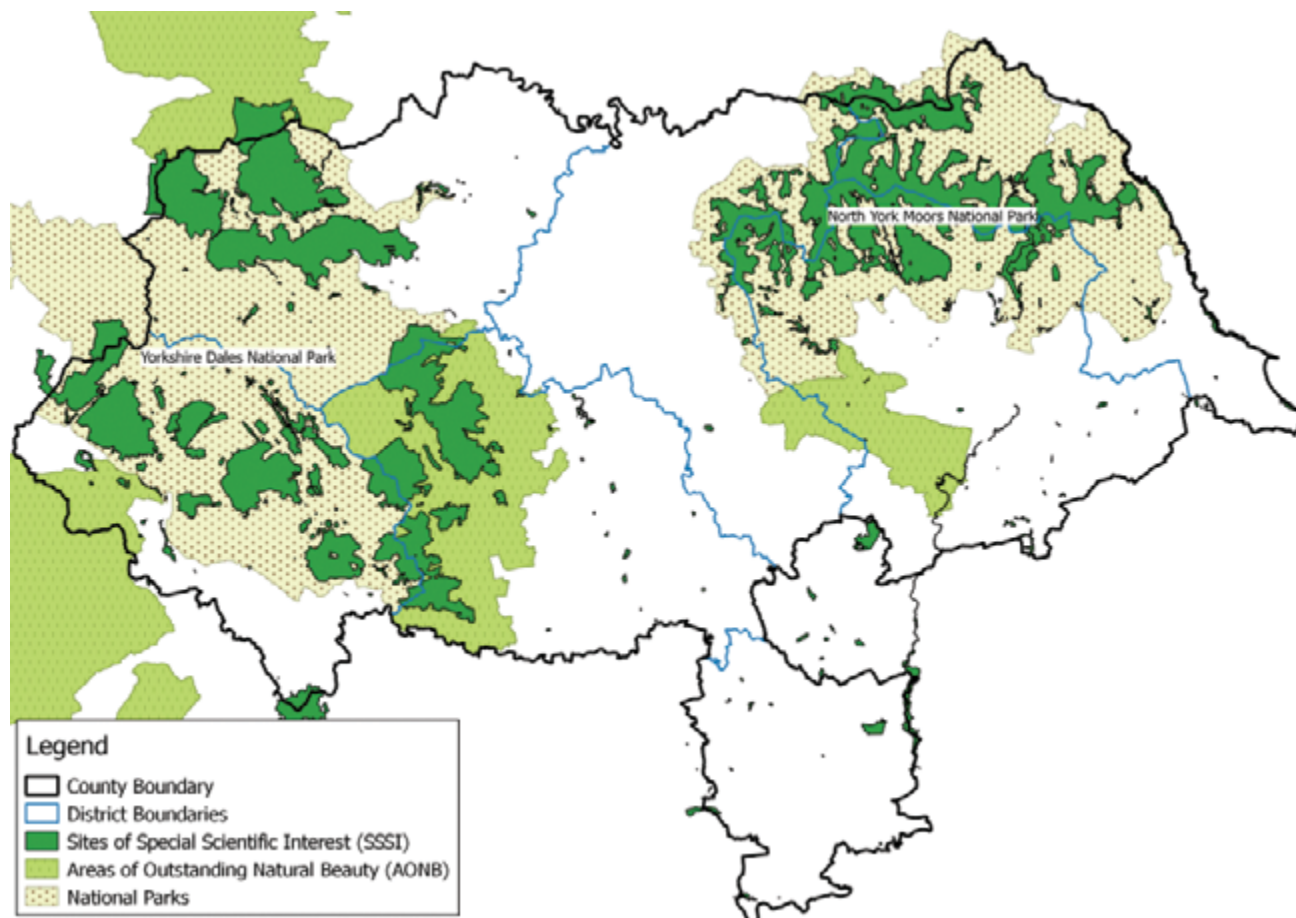 North York Moors National Park
Yorkshire Dales National Park
Legend
County Boundary
District Boundaries
Sites of Special Scientific Interest (SSSI)
Areas of Outstanding Natural Beauty (AONB)
National Parks